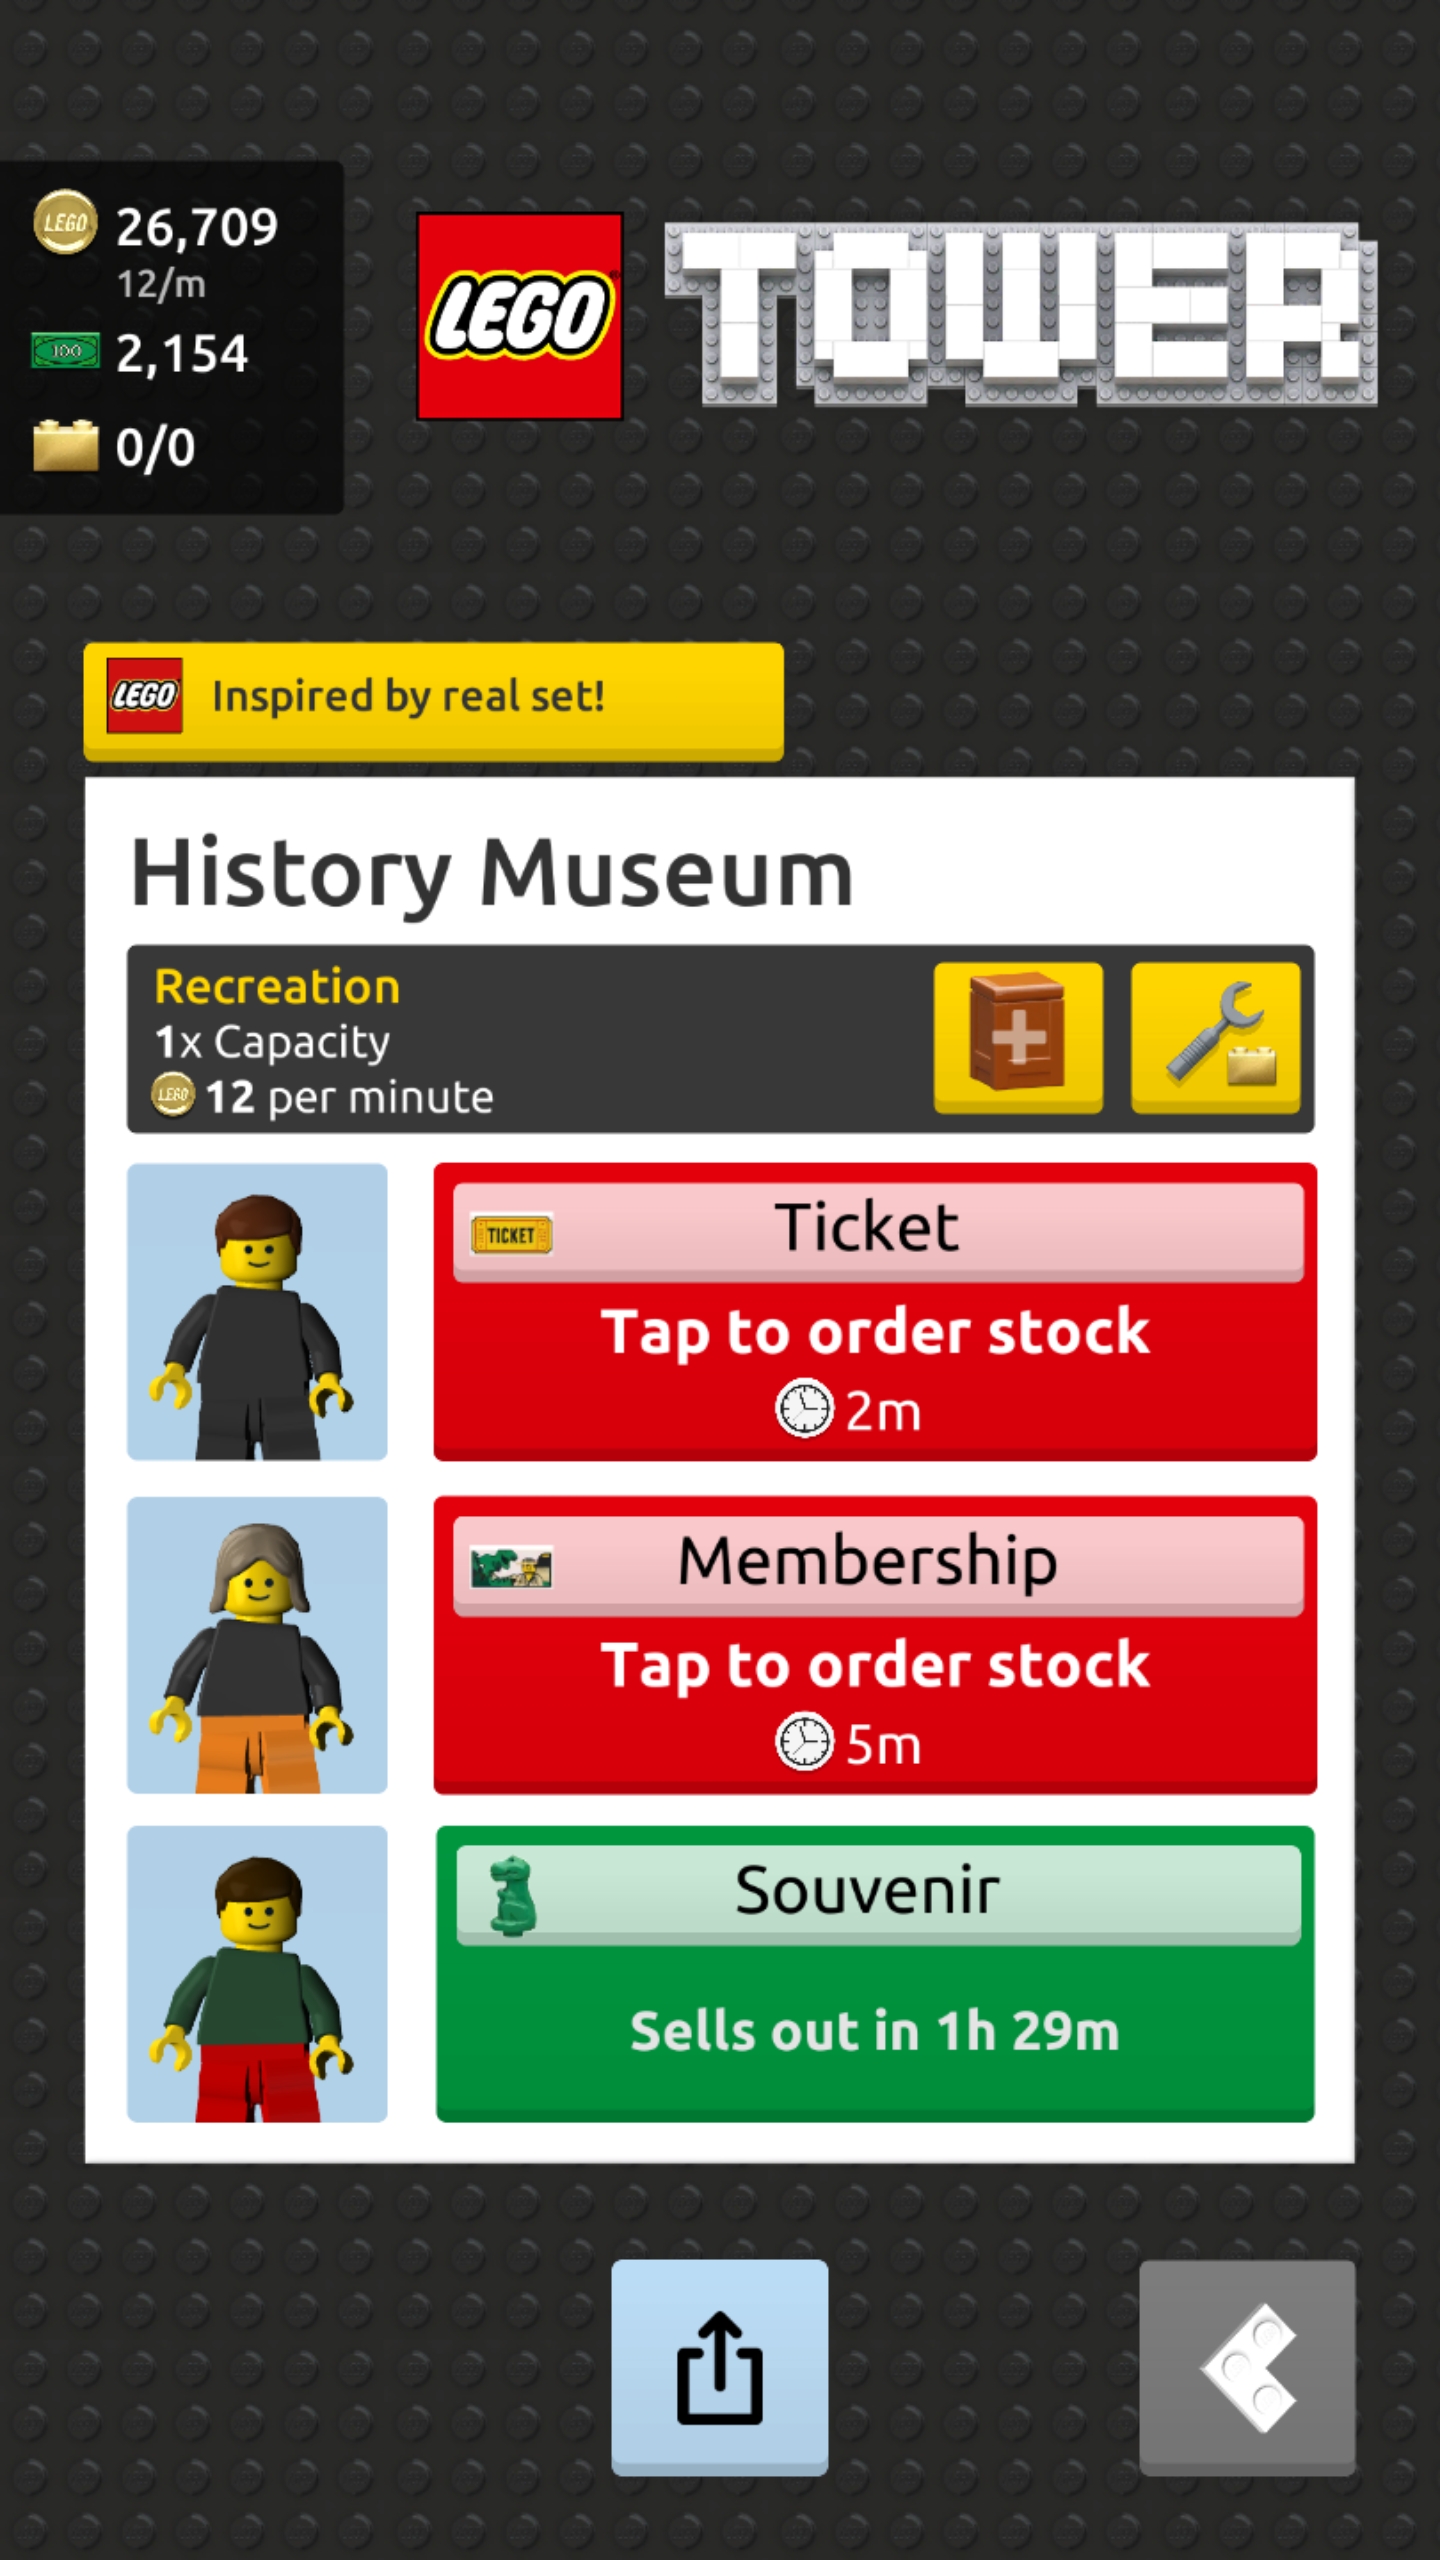 LEGO
26,709
12/m
100
2,154
0/0
LEGO
TOWER
LEGO
Inspired by real set!
History Museum
Recreation
1x Capacity
LEGO
12 per minute
TICKET
Ticket
Tap to order stock
2m
Membership
Tap to order stock
5m
Souvenir
Sells out in 1h 29m